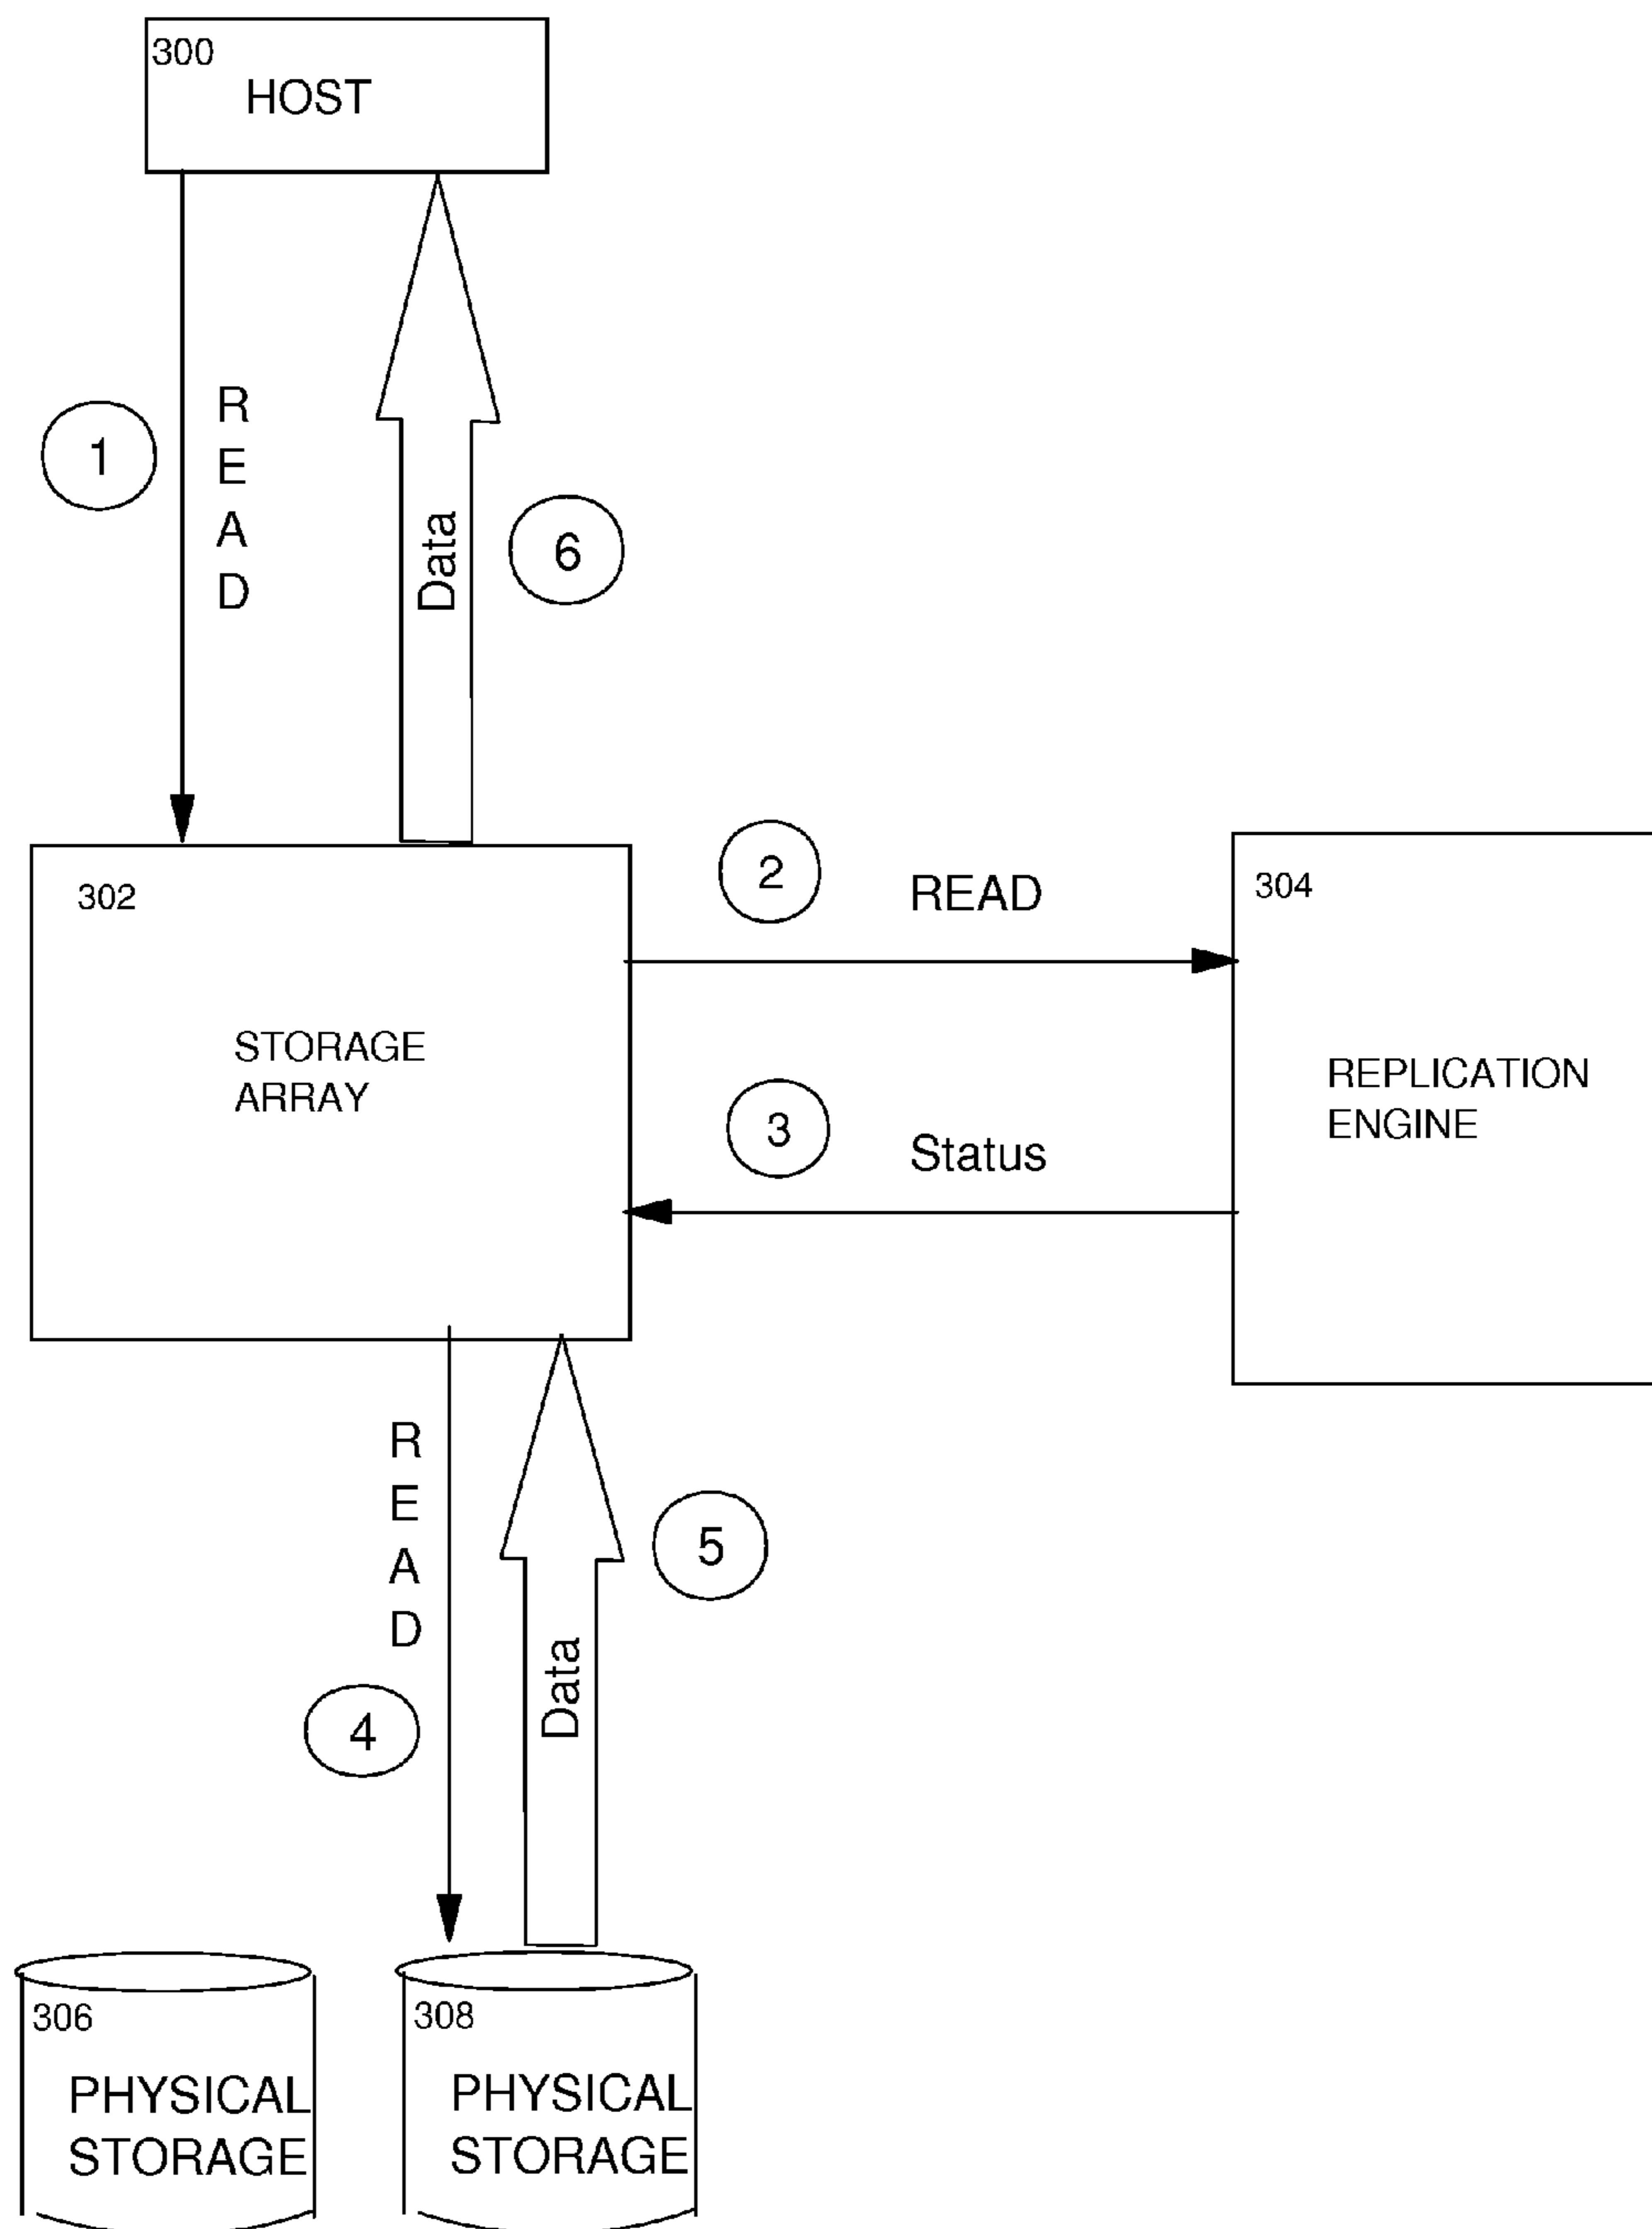 300
HOST
1
R
E
A
D
Data
6
302
STORAGE
ARRAY
2
READ
3
Status
304
REPLICATION
ENGINE
R
E
A
D
4
Data
5
306
PHYSICAL
STORAGE
308
PHYSICAL
STORAGE